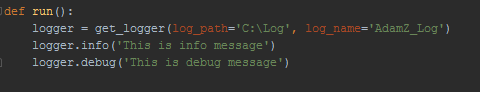 def run():
    logger = get_logger(log_path='C:\Log', log_name='AdamZ_Log')
    logger.info('This is info message')
    logger.debug('This is debug message')